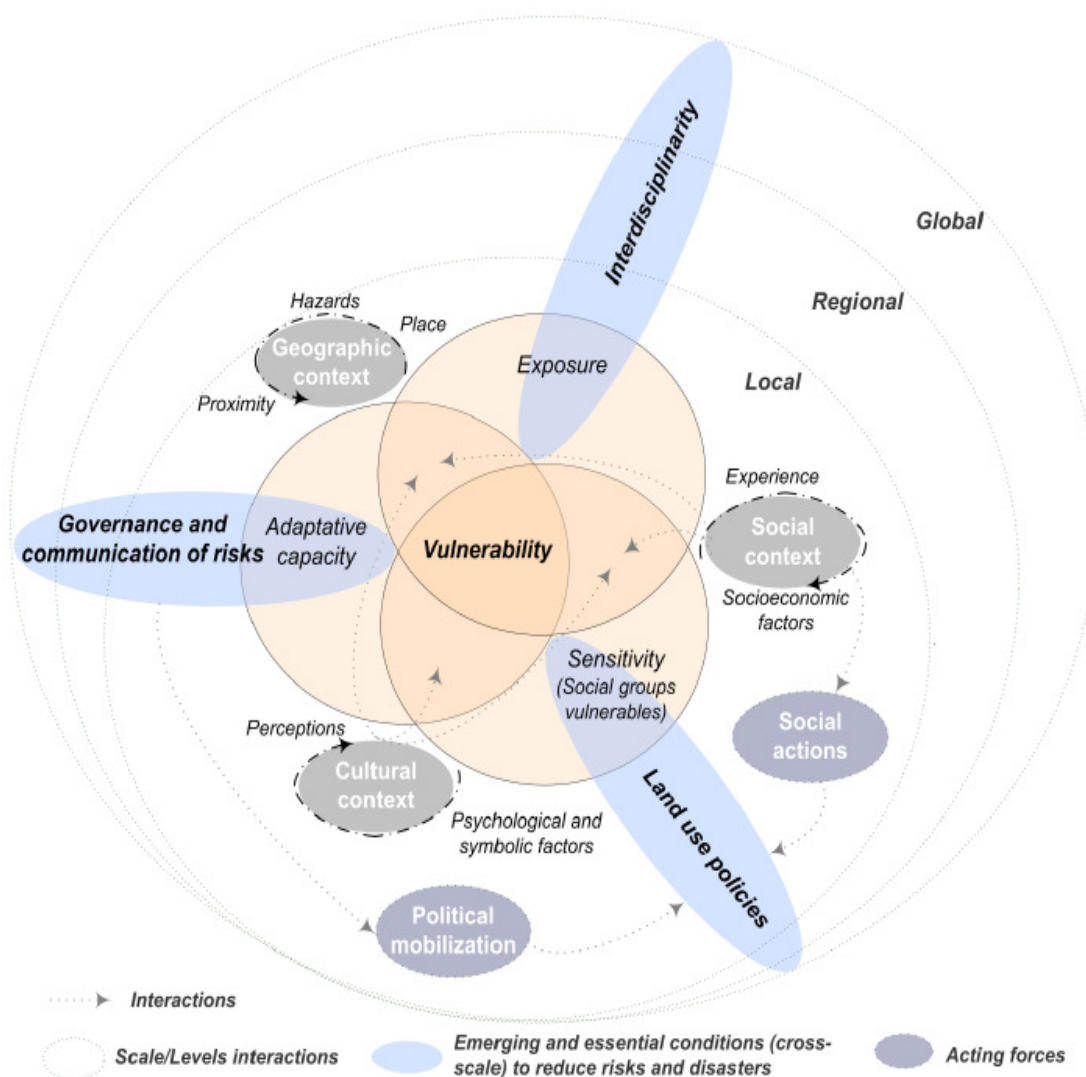 Interdisciplinarity
Global
Regional
Local
Hazards
Place
Geographic
context
Proximity
Exposure
Experience
Social
context
Socioeconomic
factors
Governance and
communication of risks
Adaptative
capacity
Vulnerability
Sensitivity
(Social groups
vulnerables)
Perceptions
Cultural
context
Psychological and
symbolic factors
Social
actions
Land use policies
Political
mobilization
Interactions
Scale/Levels interactions
Emerging and essential conditions (cross-
scale) to reduce risks and disasters
Acting forces